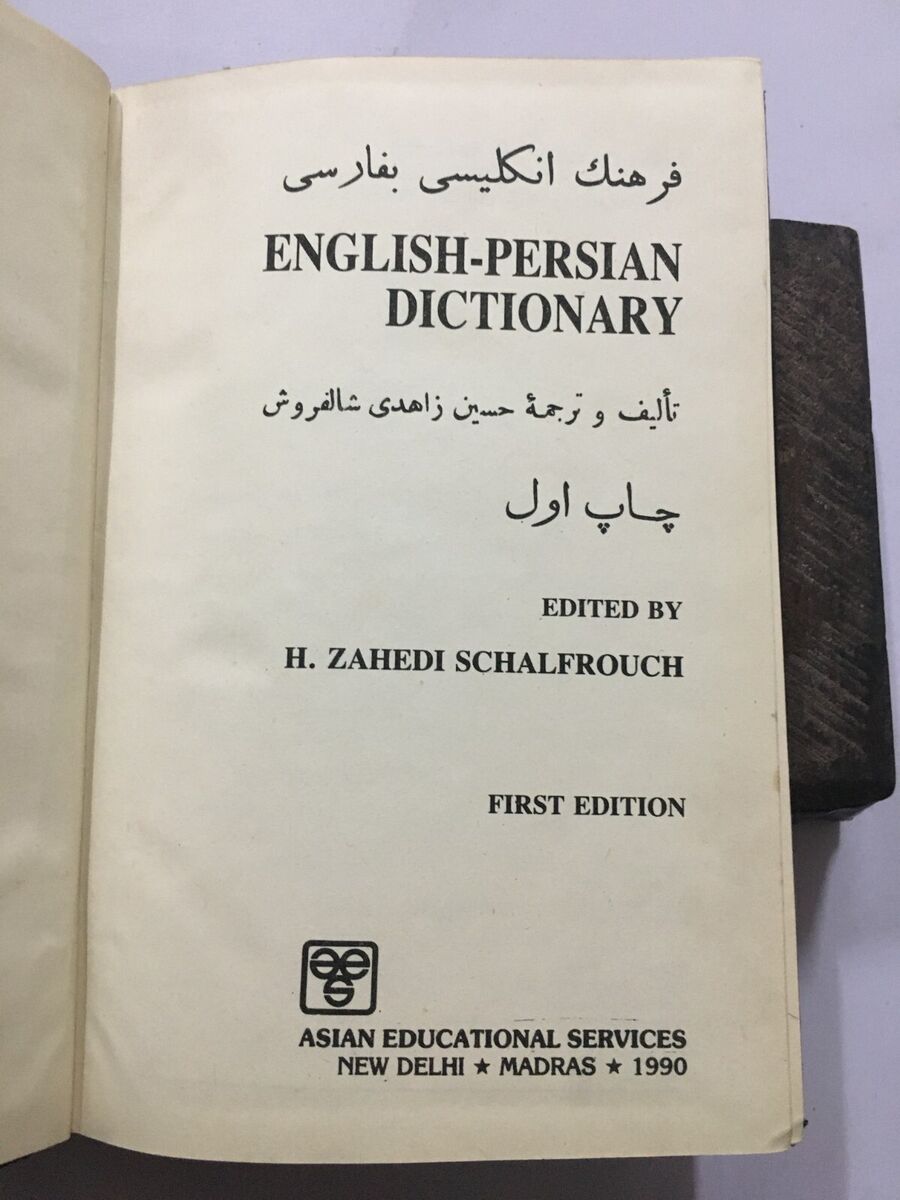 فرهنك انكليسى بفارسى
ENGLISH-PERSIAN
DICTIONARY
تأليف و ترجمهٔ حسين زاهدى شالفروش
چاپ اول
EDITED BY
H. ZAHEDI SCHALFROUCH
FIRST EDITION
aes
ASIAN EDUCATIONAL SERVICES
NEW DELHI ★ MADRAS ★ 1990